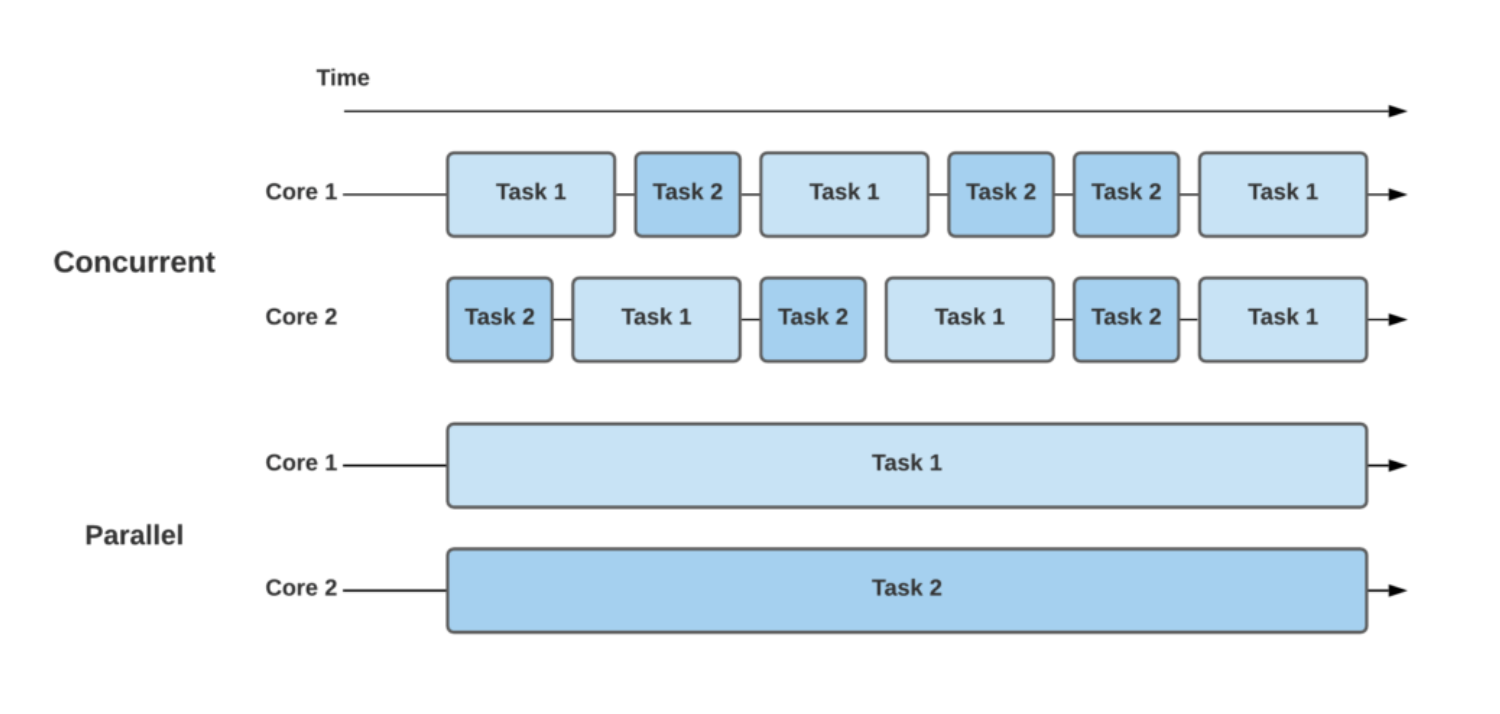 Time
Core 1 Task 1 Task 2 Task 1 Task 2 Task 2 Task 1
Concurrent
Core 2 Task 2 Task 1 Task 2 Task 1 Task 2 Task 1
Core 1 Task 1
Parallel
Core 2 Task 2